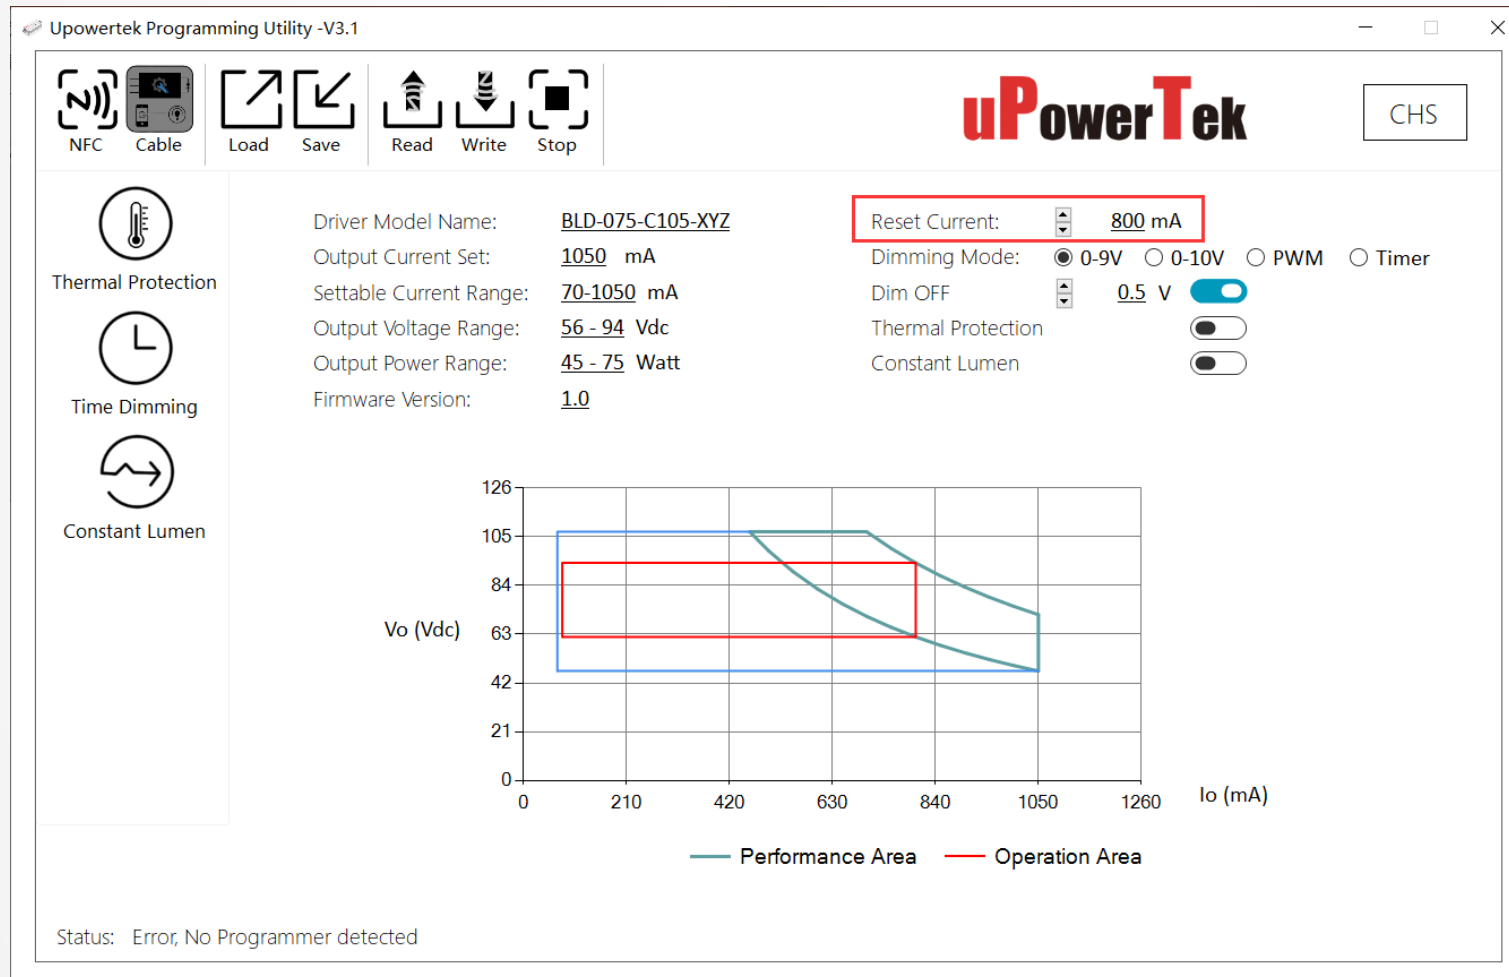 Upowertek Programming Utility -V3.1
NFC Cable Load Save Read Write Stop
uPowerTek
CHS
Thermal Protection
Time Dimming
Constant Lumen
Driver Model Name: BLD-075-C105-XYZ
Output Current Set: 1050 mA
Settable Current Range: 70-1050 mA
Output Voltage Range: 56 - 94 Vdc
Output Power Range: 45 - 75 Watt
Firmware Version: 1.0
Reset Current: 800 mA
Dimming Mode: 0-9V 0-10V PWM Timer
Dim OFF 0.5 V
Thermal Protection
Constant Lumen
126
105
84
Vo (Vdc) 63
42
21
0
0 210 420 630 840 1050 1260 Io (mA)
Performance Area Operation Area
Status: Error, No Programmer detected